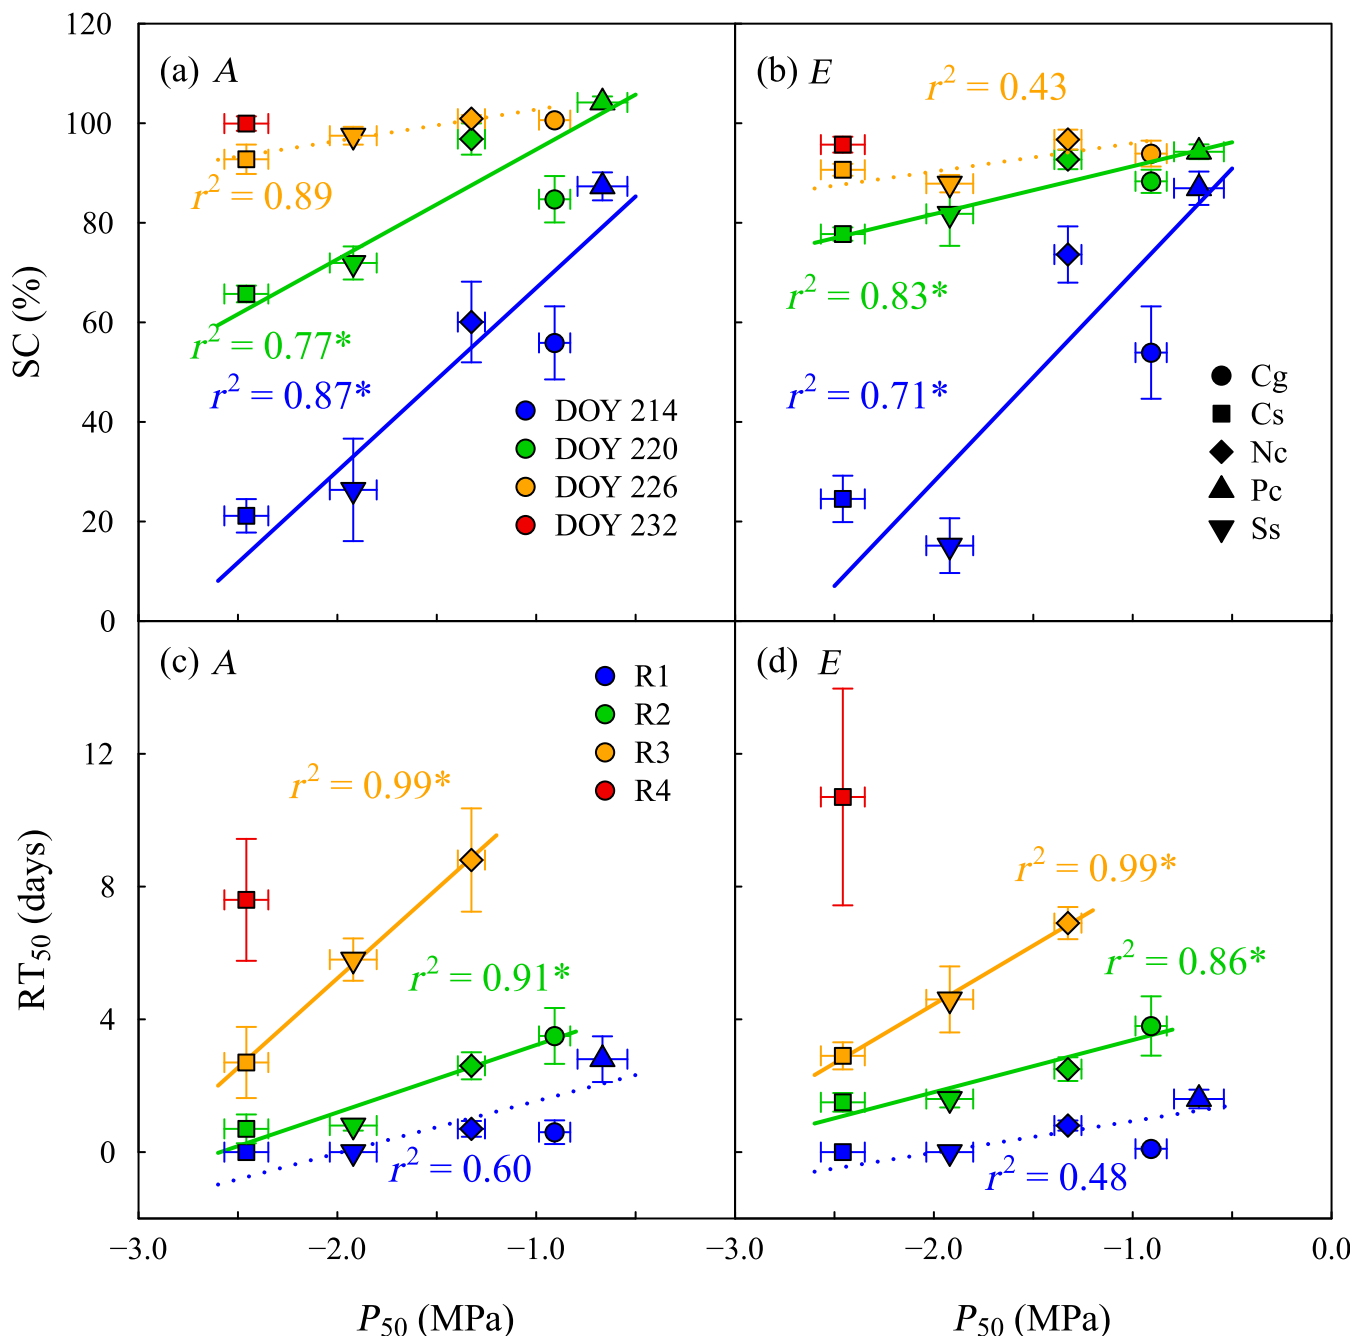 120
100
80
60
40
20
0
SC (%)
(a) A
r² = 0.89
r² = 0.77*
r² = 0.87*
DOY 214
DOY 220
DOY 226
DOY 232
(b) E
r² = 0.43
r² = 0.83*
r² = 0.71*
Cg
Cs
Nc
Pc
Ss
12
8
4
0
RT₅₀ (days)
(c) A
R1
R2
R3
R4
r² = 0.99*
r² = 0.91*
r² = 0.60
(d) E
r² = 0.99*
r² = 0.86*
r² = 0.48
−3.0 −2.0 −1.0 −3.0 −2.0 −1.0 0.0
P₅₀ (MPa) P₅₀ (MPa)